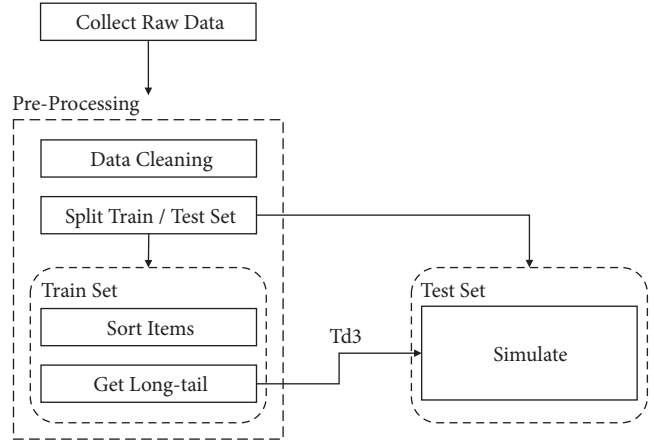 Collect Raw Data
Pre-Processing
Data Cleaning
Split Train / Test Set
Train Set
Sort Items
Get Long-tail
Td3
Test Set
Simulate